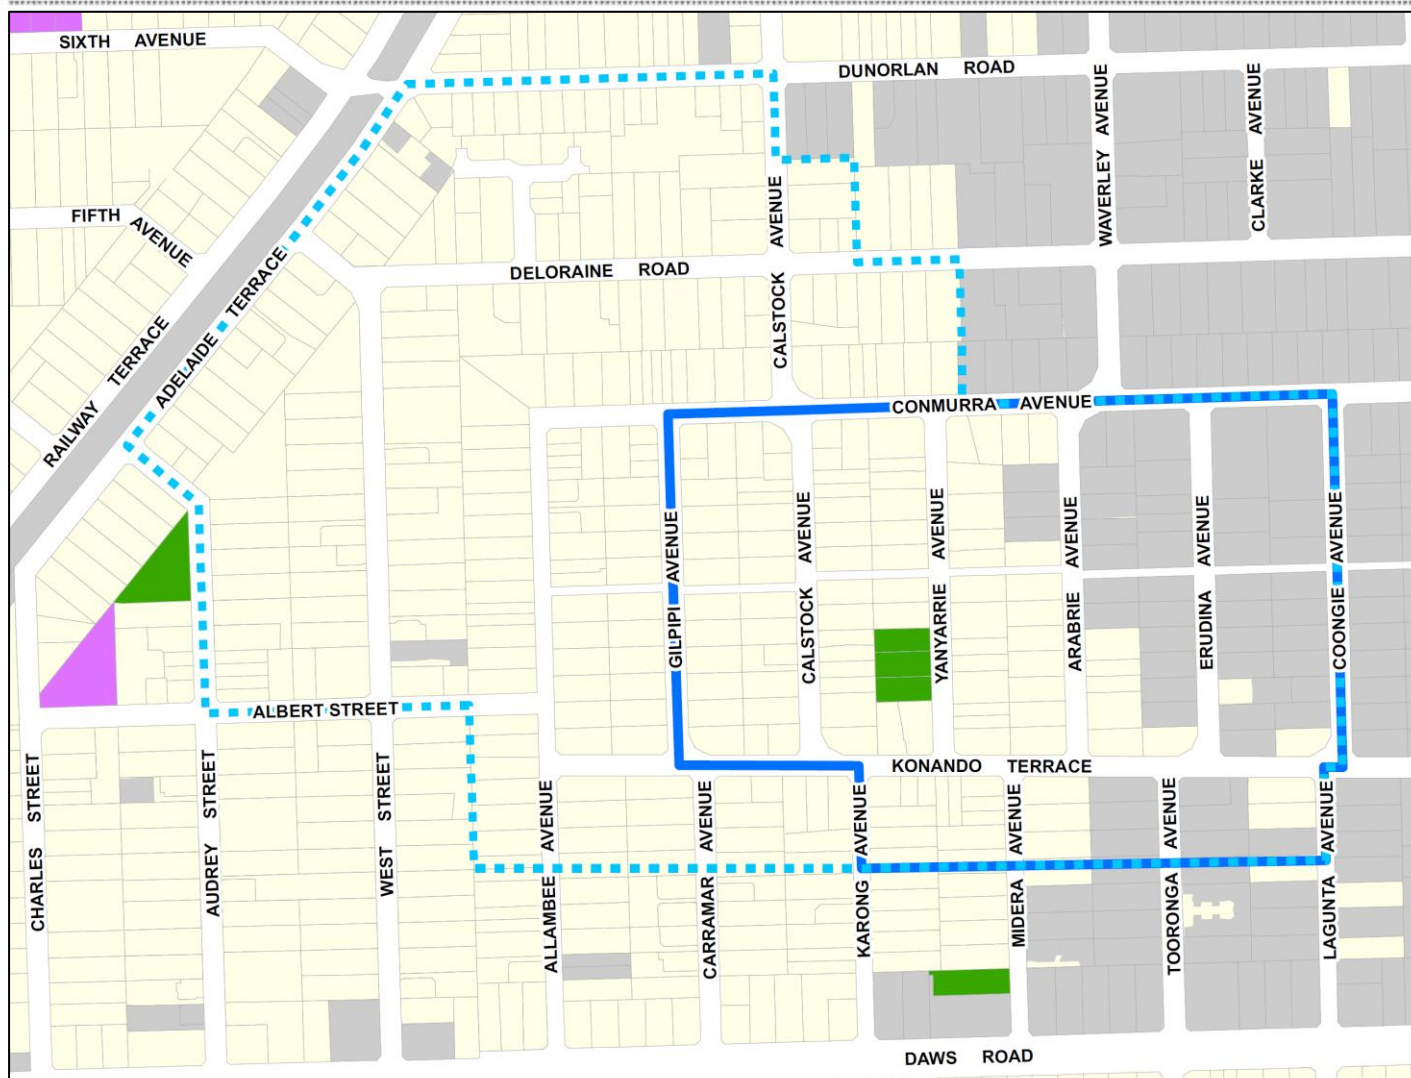 SIXTH AVENUE
DUNORLAN ROAD
WAVERLEY AVENUE
CLARKE AVENUE
FIFTH AVENUE
CALSTOCK AVENUE
DELORAINE ROAD
ADELAIDE TERRACE
RAILWAY TERRACE
CONMURRA AVENUE
GILPIPI AVENUE
CALSTOCK AVENUE
YANYARRIE AVENUE
ARABRIE AVENUE
ERUDINA AVENUE
COONGIE AVENUE
ALBERT STREET
KONANDO TERRACE
CHARLES STREET
AUDREY STREET
WEST STREET
ALLAMBEE AVENUE
CARRAMAR AVENUE
KARONG AVENUE
MIDERA AVENUE
TOORONGA AVENUE
LAGUNTA AVENUE
DAWS ROAD